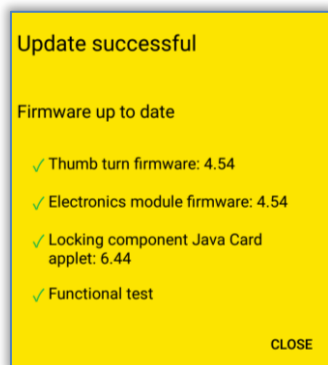 Update successful
Firmware up to date
✓ Thumb turn firmware: 4.54
✓ Electronics module firmware: 4.54
✓ Locking component Java Card
applet: 6.44
✓ Functional test
CLOSE